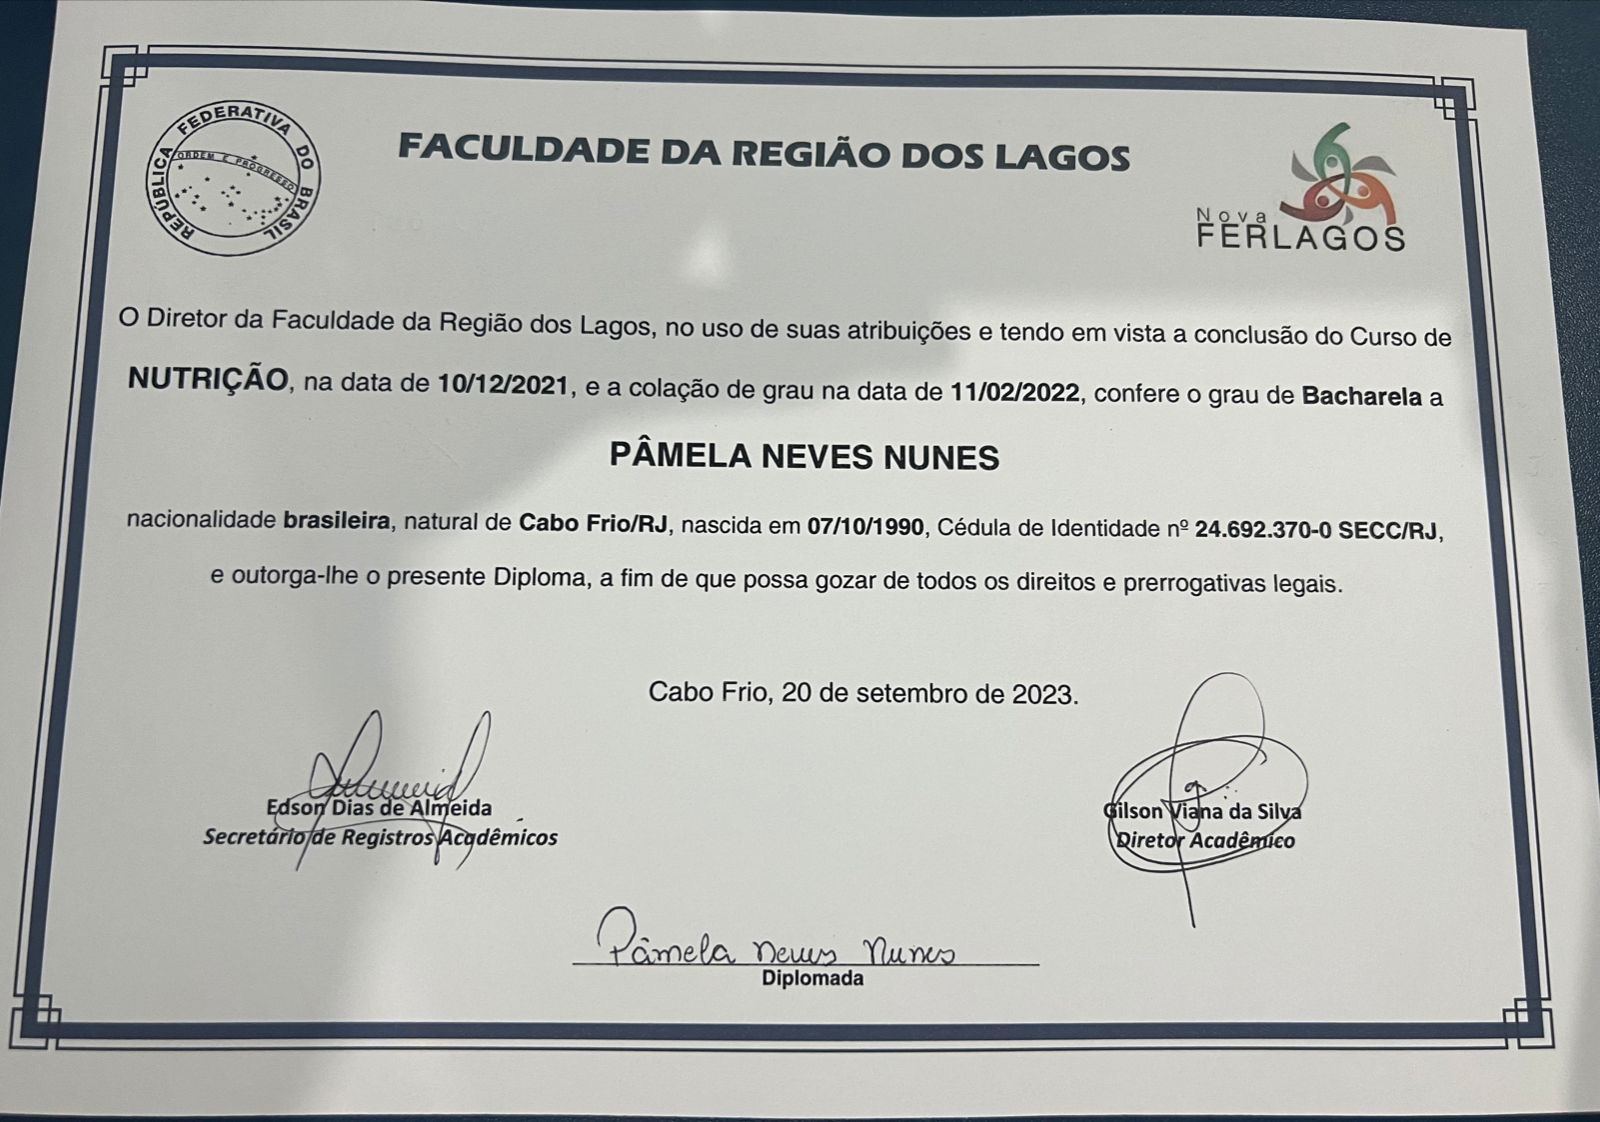 REPÚBLICA FEDERATIVA DO BRASIL
ORDEM E PROGRESSO
FACULDADE DA REGIÃO DOS LAGOS
Nova
FERLAGOS
O Diretor da Faculdade da Região dos Lagos, no uso de suas atribuições e tendo em vista a conclusão do Curso de
NUTRIÇÃO, na data de 10/12/2021, e a colação de grau na data de 11/02/2022, confere o grau de Bacharela a
PÂMELA NEVES NUNES
nacionalidade brasileira, natural de Cabo Frio/RJ, nascida em 07/10/1990, Cédula de Identidade nº 24.692.370-0 SECC/RJ,
e outorga-lhe o presente Diploma, a fim de que possa gozar de todos os direitos e prerrogativas legais.
Cabo Frio, 20 de setembro de 2023.
Edson Dias de Almeida
Secretário de Registros Acadêmicos
Gilson Viana da Silva
Diretor Acadêmico
Pâmela Neves Nunes
Diplomada